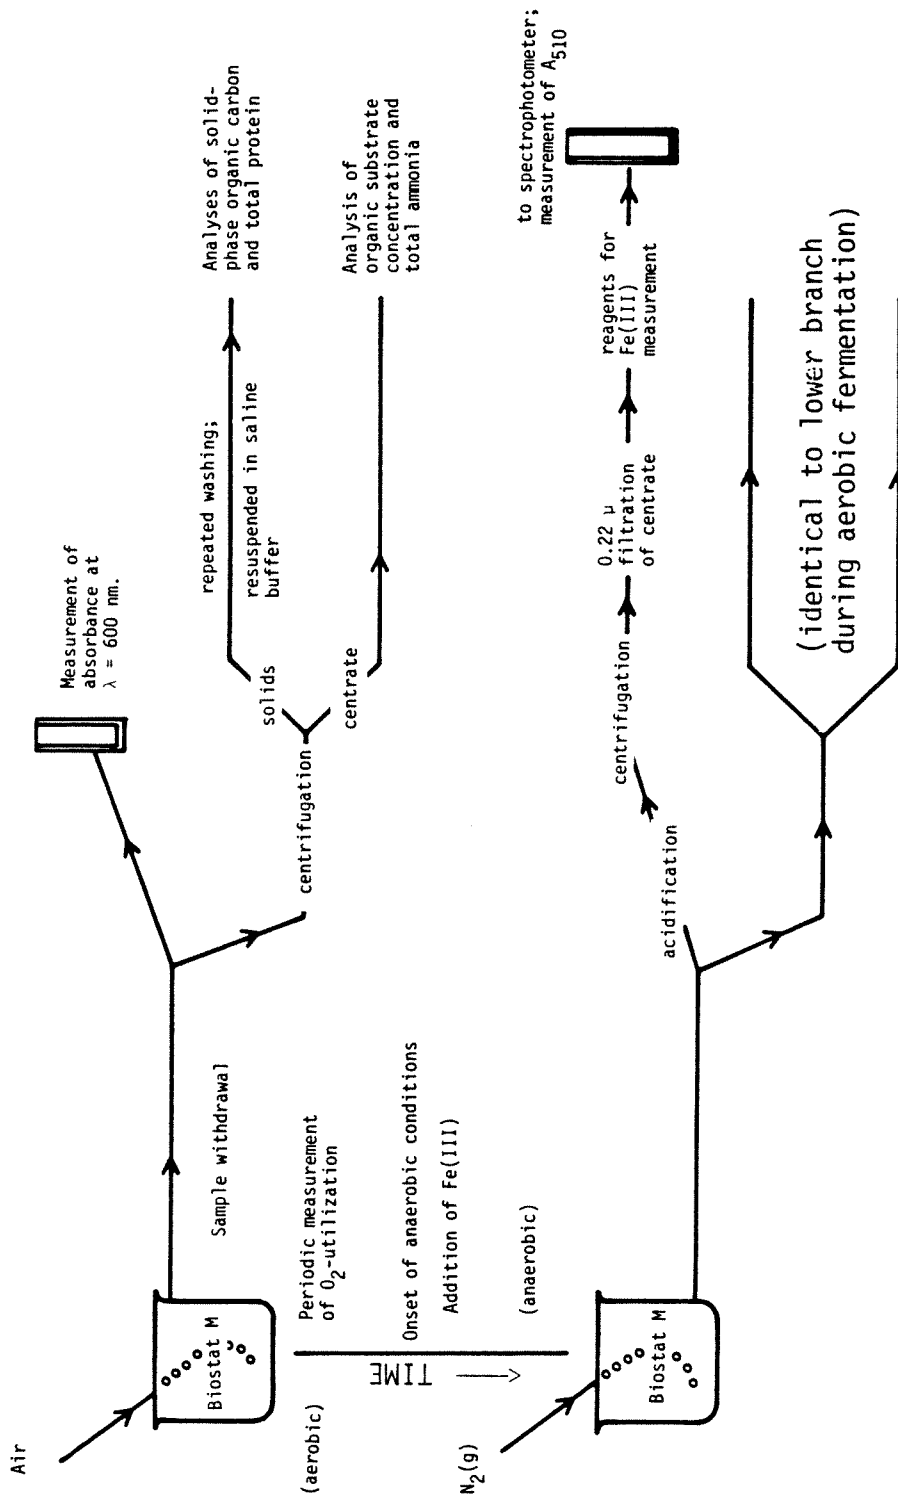 Air
Biostat M
(aerobic)
Sample withdrawal
Measurement of
absorbance at
λ = 600 nm.
centrifugation
solids
repeated washing;
resuspended in saline
buffer
Analyses of solid-
phase organic carbon
and total protein
centrate
Analysis of
organic substrate
concentration and
total ammonia
Periodic measurement
of O2-utilization
TIME
Onset of anaerobic conditions
Addition of Fe(III)
(anaerobic)
N2(g)
Biostat M
acidification
centrifugation
0.22 μ
filtration
of centrate
reagents for
Fe(III)
measurement
to spectrophotometer;
measurement of A510
(identical to lower branch
during aerobic fermentation)